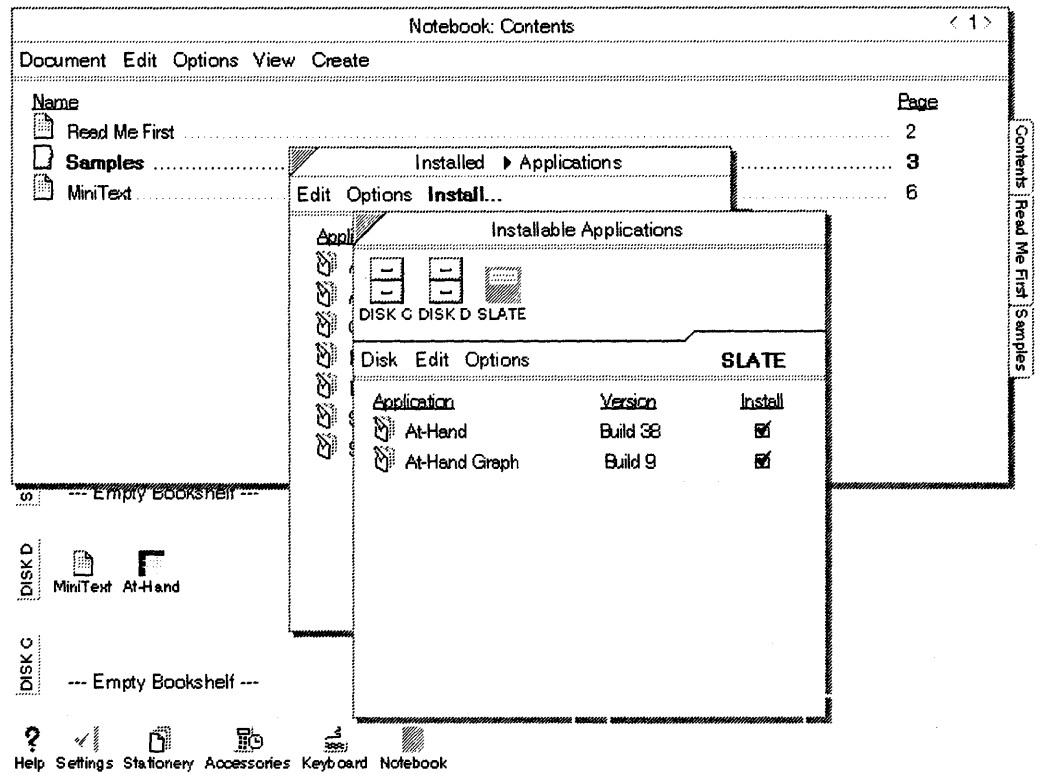 Notebook: Contents < 1 >
Document Edit Options View Create
Name Page
Read Me First 2
Samples 3
MiniText 6
Contents
Read Me First
Samples
Installed ▶ Applications
Edit Options Install...
Appli
Installable Applications
DISK C DISK D SLATE
Disk Edit Options SLATE
Application Version Install
At-Hand Build 38
At-Hand Graph Build 9
S --- Empty Bookshelf ---
DISK D
MiniText At-Hand
DISK C
--- Empty Bookshelf ---
Help Settings Stationery Accessories Keyboard Notebook